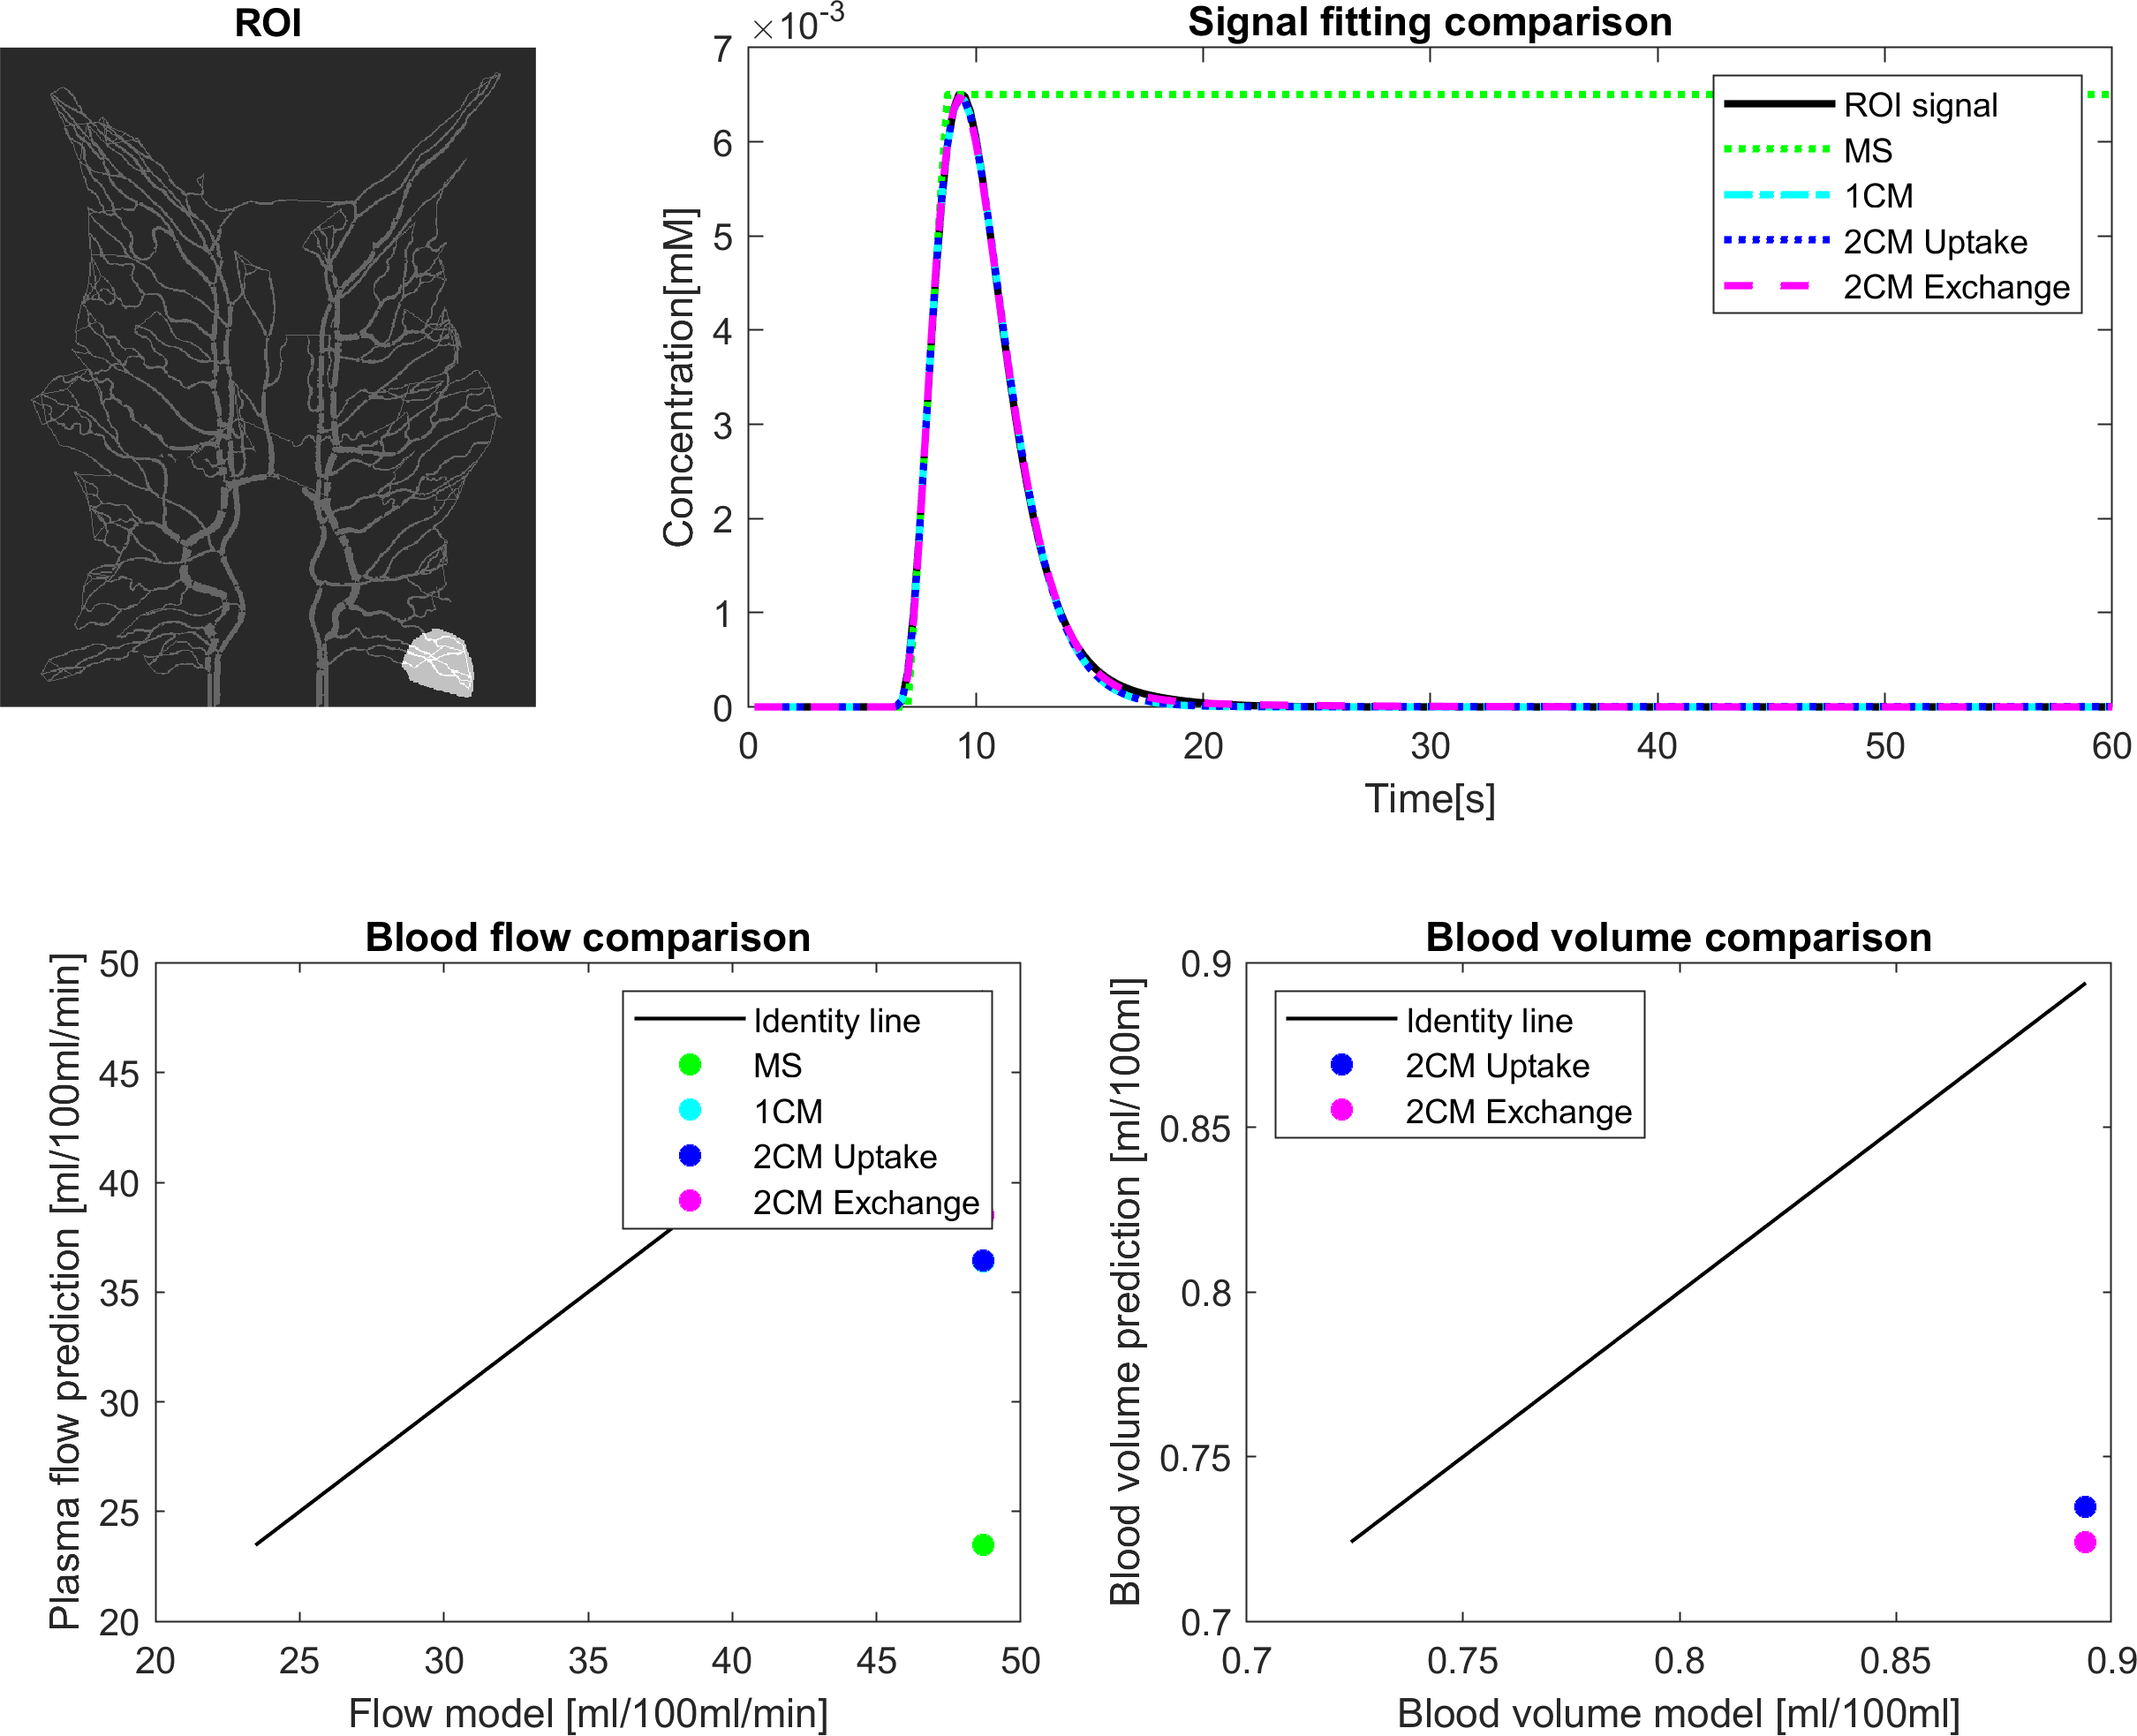 ROI
Signal fitting comparison
×10-3
7
6
5
4
3
2
1
0
Concentration[mM]
0 10 20 30 40 50 60
Time[s]
ROI signal
MS
1CM
2CM Uptake
2CM Exchange
Blood flow comparison
50
45
40
35
30
25
20
Plasma flow prediction [ml/100ml/min]
20 25 30 35 40 45 50
Flow model [ml/100ml/min]
Identity line
MS
1CM
2CM Uptake
2CM Exchange
Blood volume comparison
0.9
0.85
0.8
0.75
0.7
Blood volume prediction [ml/100ml]
0.7 0.75 0.8 0.85 0.9
Blood volume model [ml/100ml]
Identity line
2CM Uptake
2CM Exchange